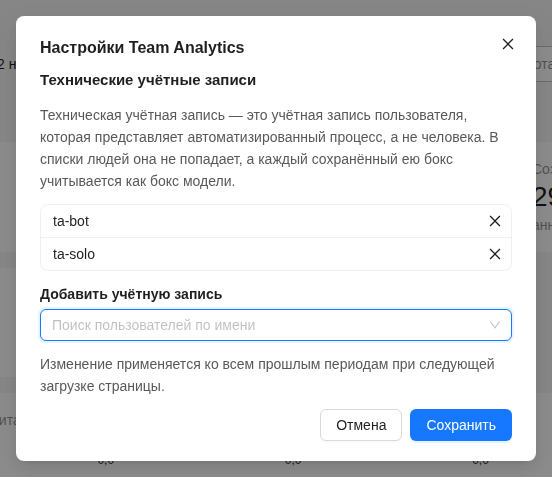 Настройки Team Analytics
Технические учётные записи
Техническая учётная запись — это учётная запись пользователя,
которая представляет автоматизированный процесс, а не человека. В
списки людей она не попадает, а каждый сохранённый ею бокс
учитывается как бокс модели.
ta-bot
ta-solo
Добавить учётную запись
Поиск пользователей по имени
Изменение применяется ко всем прошлым периодам при следующей
загрузке страницы.
Отмена
Сохранить